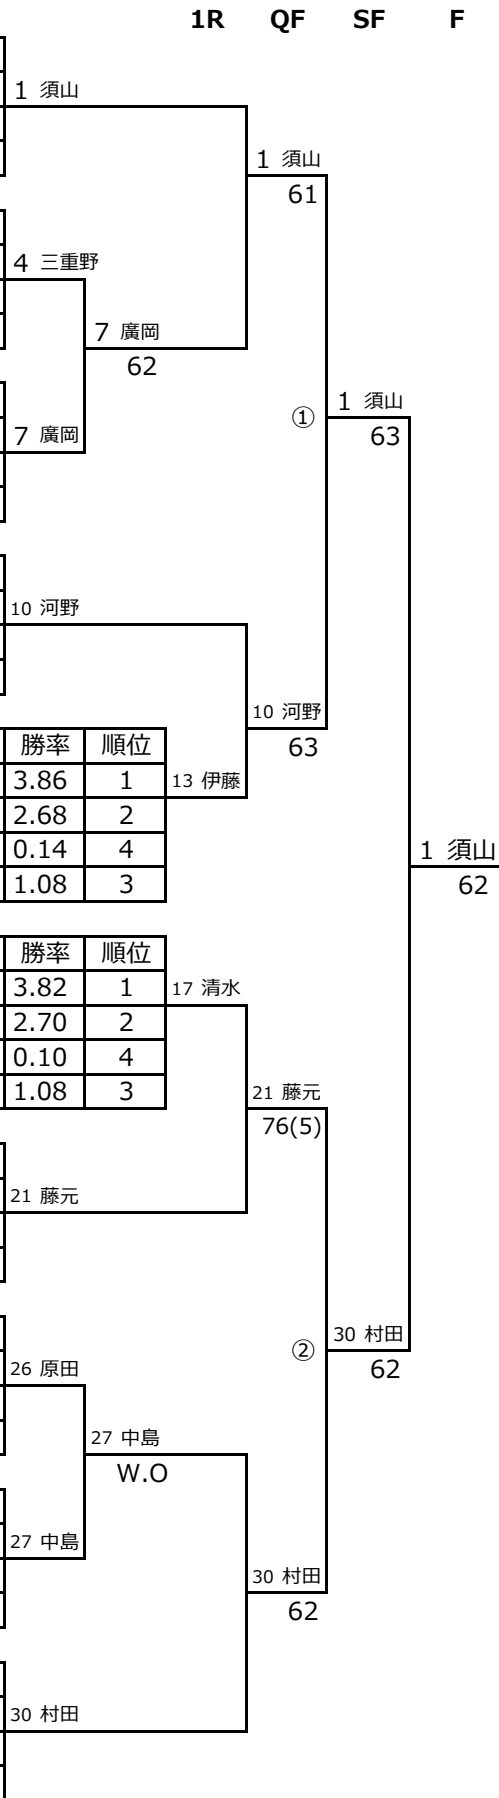 1R QF SF F
1 須山
1 須山
61
4 三重野
7 廣岡
62
1 須山
①
63
7 廣岡
10 河野
10 河野
63
勝率 順位
3.86 1 13 伊藤
2.68 2
0.14 4
1.08 3
1 須山
62
勝率 順位
3.82 1 17 清水
2.70 2
0.10 4
1.08 3
21 藤元
76(5)
21 藤元
30 村田
②
62
26 原田
27 中島
W.O
27 中島
30 村田
62
30 村田